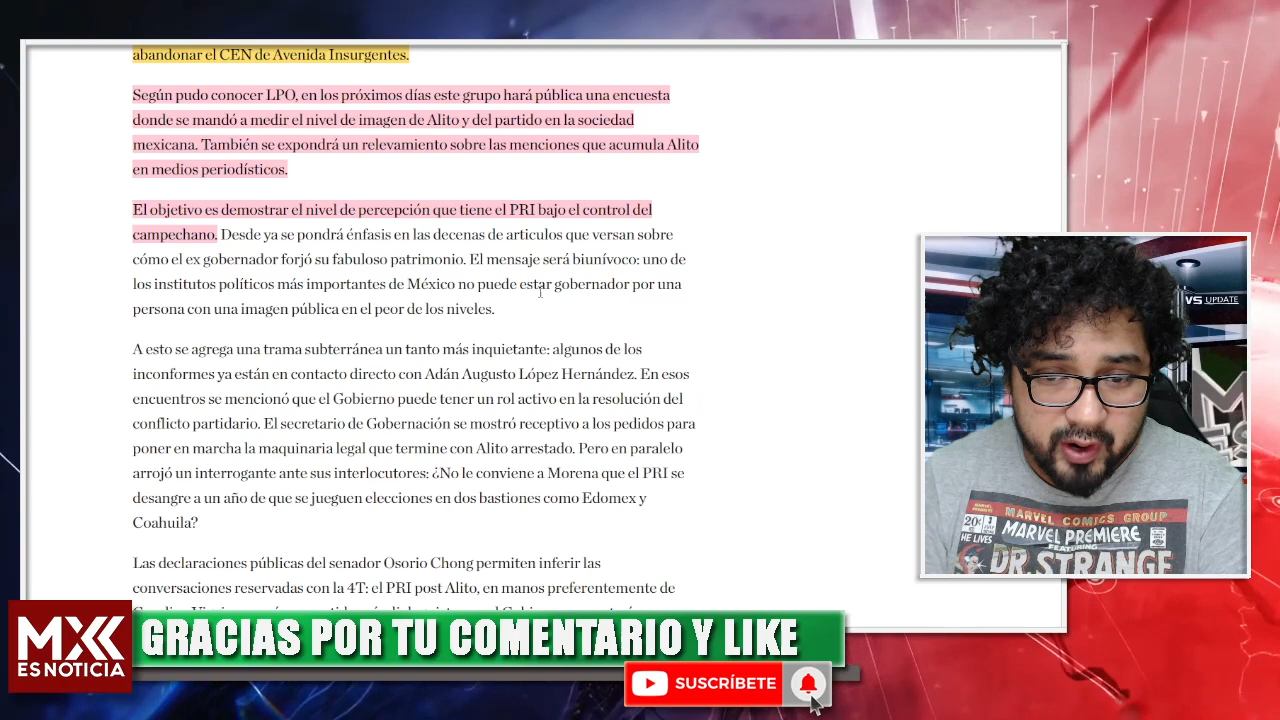 abandonar el CEN de Avenida Insurgentes.
Según pudo conocer LPO, en los próximos días este grupo hará pública una encuesta
donde se mandó a medir el nivel de imagen de Alito y del partido en la sociedad
mexicana. También se expondrá un relevamiento sobre las menciones que acumula Alito
en medios periodísticos.
El objetivo es demostrar el nivel de percepción que tiene el PRI bajo el control del
campechano. Desde ya se pondrá énfasis en las decenas de articulos que versan sobre
cómo el ex gobernador forjó su fabuloso patrimonio. El mensaje será biunívoco: uno de
los institutos políticos más importantes de México no puede estar gobernador por una
persona con una imagen pública en el peor de los niveles.
A esto se agrega una trama subterránea un tanto más inquietante: algunos de los
inconformes ya están en contacto directo con Adán Augusto López Hernández. En esos
encuentros se mencionó que el Gobierno puede tener un rol activo en la resolución del
conflicto partidario. El secretario de Gobernación se mostró receptivo a los pedidos para
poner en marcha la maquinaria legal que termine con Alito arrestado. Pero en paralelo
arrojó un interrogante ante sus interlocutores: ¿No le conviene a Morena que el PRI se
desangre a un año de que se jueguen elecciones en dos bastiones como Edomex y
Coahuila?
Las declaraciones públicas del senador Osorio Chong permiten inferir las
conversaciones reservadas con la 4T: el PRI post Alito, en manos preferentemente de
VS UPDATE
MARVEL COMICS GROUP
20¢
3
JULY
HE LIVES
MARVEL PREMIERE
FEATURING
DR. STRANGE
MX
ES NOTICIA
GRACIAS POR TU COMENTARIO Y LIKE
SUSCRÍBETE